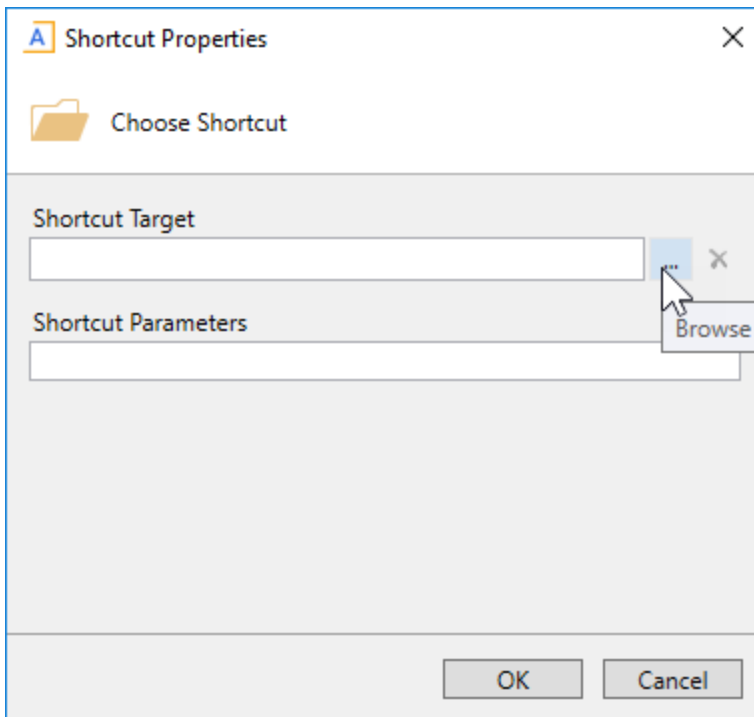 A Shortcut Properties
Choose Shortcut
Shortcut Target
...
Browse
Shortcut Parameters
OK Cancel